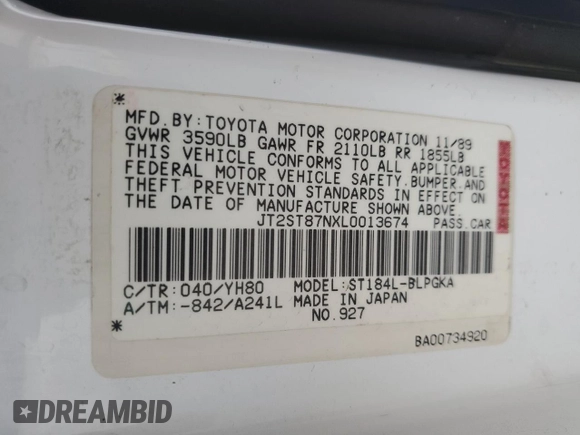 MFD. BY: TOYOTA MOTOR CORPORATION 11/89
GVWR 3590LB GAWR FR 2110LB RR 1855LB
THIS VEHICLE CONFORMS TO ALL APPLICABLE
FEDERAL MOTOR VEHICLE SAFETY, BUMPER, AND
THEFT PREVENTION STANDARDS IN EFFECT ON
THE DATE OF MANUFACTURE SHOWN ABOVE.
JT2ST87NXL0013674 PASS.CAR
C/TR: 040/YH80 MODEL: ST184L-BLPGKA
A/TM: -842/A241L MADE IN JAPAN
NO.927
BA00734920
TOYOTA
DREAMBID